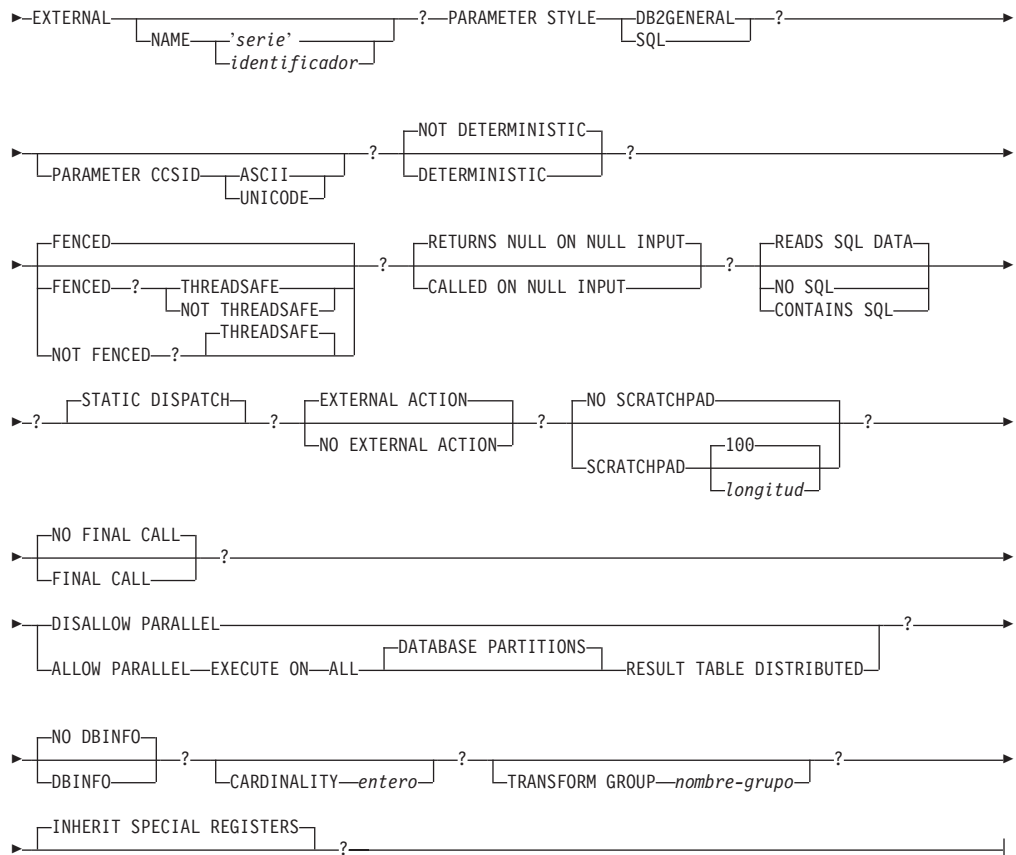 EXTERNAL ? PARAMETER STYLE DB2GENERAL ?
NAME 'serie' SQL
identificador
? NOT DETERMINISTIC ?
PARAMETER CCSID ASCII DETERMINISTIC
UNICODE
FENCED ? RETURNS NULL ON NULL INPUT ? READS SQL DATA
FENCED ? THREADSAFE CALLED ON NULL INPUT NO SQL
NOT THREADSAFE CONTAINS SQL
THREADSAFE
NOT FENCED ?
? STATIC DISPATCH ? EXTERNAL ACTION ? NO SCRATCHPAD ?
NO EXTERNAL ACTION 100
SCRATCHPAD
longitud
NO FINAL CALL ?
FINAL CALL
DISALLOW PARALLEL ?
DATABASE PARTITIONS
ALLOW PARALLEL EXECUTE ON ALL RESULT TABLE DISTRIBUTED
NO DBINFO ? ? ?
DBINFO CARDINALITY entero TRANSFORM GROUP nombre-grupo
INHERIT SPECIAL REGISTERS ?